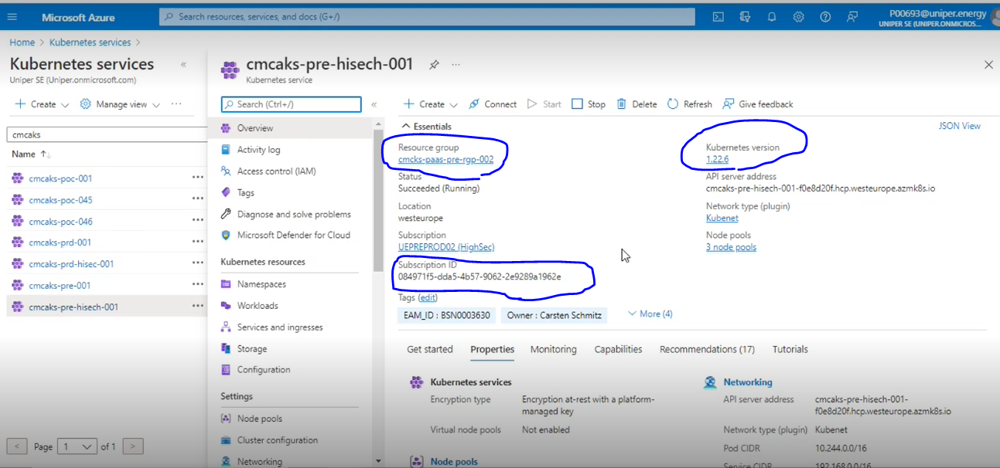 Microsoft Azure
Search resources, services, and docs (G+/)
P00693@uniper.energy
UNIPER SE (UNIPER.ONMICROS...
Home > Kubernetes services >
Kubernetes services
Uniper SE (Uniper.onmicrosoft.com)
Create
Manage view
cmcaks
Name
cmcaks-poc-001
cmcaks-poc-045
cmcaks-poc-046
cmcaks-prd-001
cmcaks-prd-hisec-001
cmcaks-pre-001
cmcaks-pre-hisech-001
Page 1 of 1
cmcaks-pre-hisech-001
Kubernetes service
Search (Ctrl+/)
Overview
Activity log
Access control (IAM)
Tags
Diagnose and solve problems
Microsoft Defender for Cloud
Kubernetes resources
Namespaces
Workloads
Services and ingresses
Storage
Configuration
Settings
Node pools
Cluster configuration
Networking
Create
Connect
Start
Stop
Delete
Refresh
Give feedback
Essentials
JSON View
Resource group
cmcks-paas-pre-rgp-002
Status
Succeeded (Running)
Location
westeurope
Subscription
UEPREPROD02 (HighSec)
Subscription ID
084971f5-dda5-4b57-9062-2e9289a1962e
Kubernetes version
1.22.6
API server address
cmcaks-pre-hisech-001-f0e8d20f.hcp.westeurope.azmk8s.io
Network type (plugin)
Kubenet
Node pools
3 node pools
Tags (edit)
EAM_ID : BSN0003630
Owner : Carsten Schmitz
More (4)
Get started
Properties
Monitoring
Capabilities
Recommendations (17)
Tutorials
Kubernetes services
Encryption type
Encryption at-rest with a platform-
managed key
Virtual node pools
Not enabled
Node pools
Networking
API server address
cmcaks-pre-hisech-001-
f0e8d20f.hcp.westeurope.azmk8s.io
Network type (plugin)
Kubenet
Pod CIDR
10.244.0.0/16
Service CIDR
192.168.0.0/16